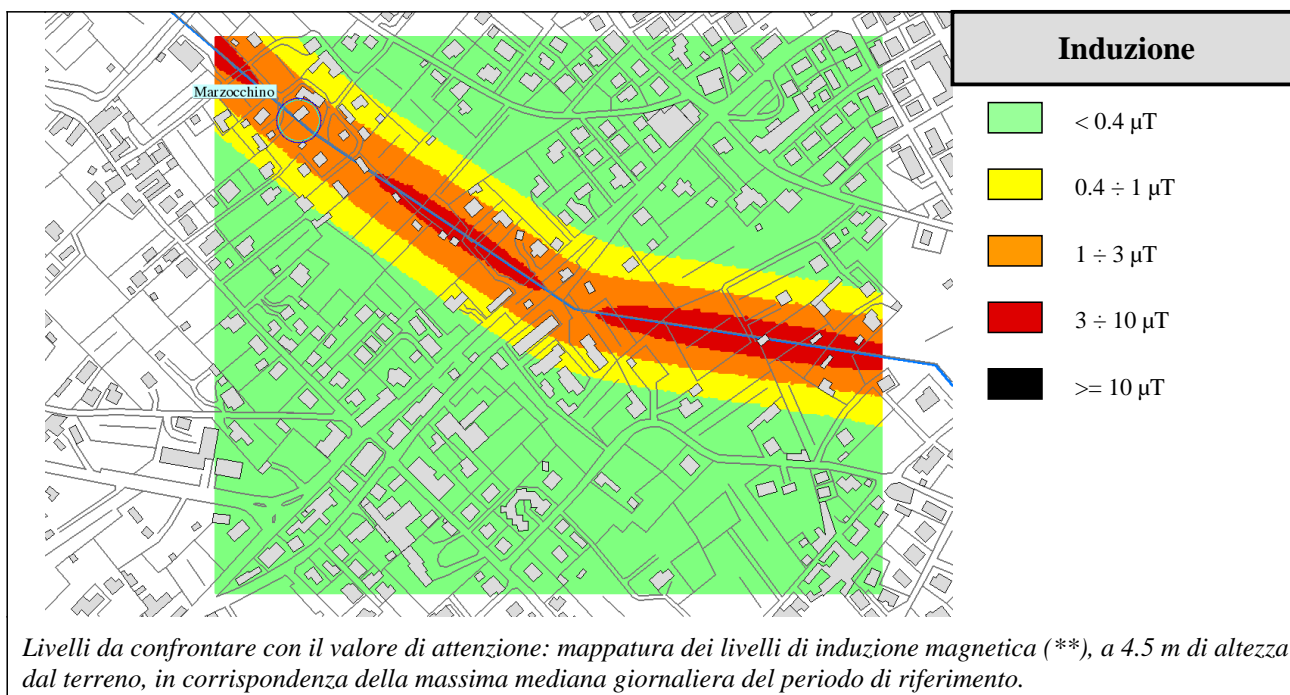 Induzione
Marzocchino
< 0.4 µT
0.4 ÷ 1 µT
1 ÷ 3 µT
3 ÷ 10 µT
>= 10 µT
Livelli da confrontare con il valore di attenzione: mappatura dei livelli di induzione magnetica (**), a 4.5 m di altezza
dal terreno, in corrispondenza della massima mediana giornaliera del periodo di riferimento.